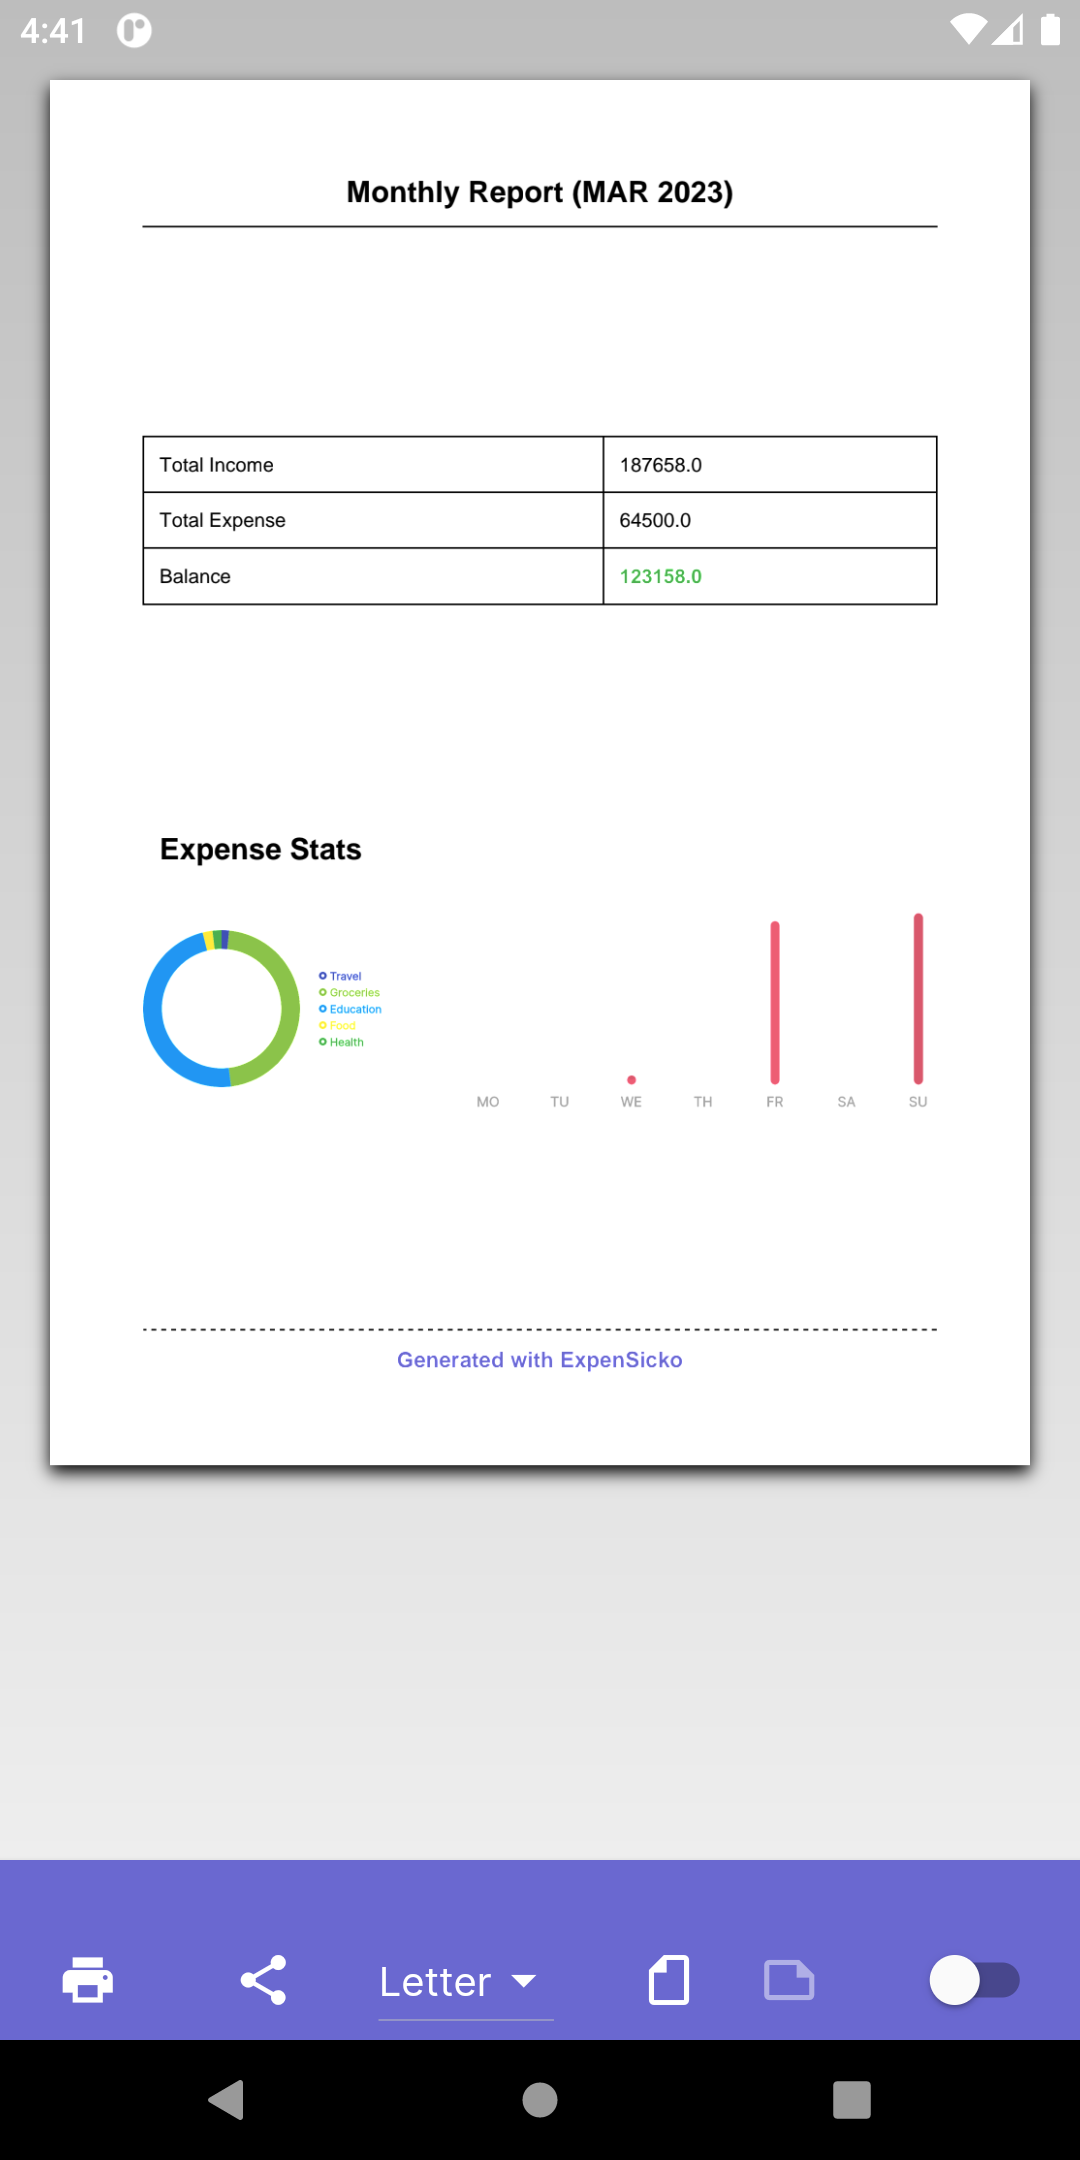 4:41
Monthly Report (MAR 2023)
Total Income 187658.0
Total Expense 64500.0
Balance 123158.0
Expense Stats
Travel
Groceries
Education
Food
Health
MO TU WE TH FR SA SU
Generated with ExpenSicko
Letter